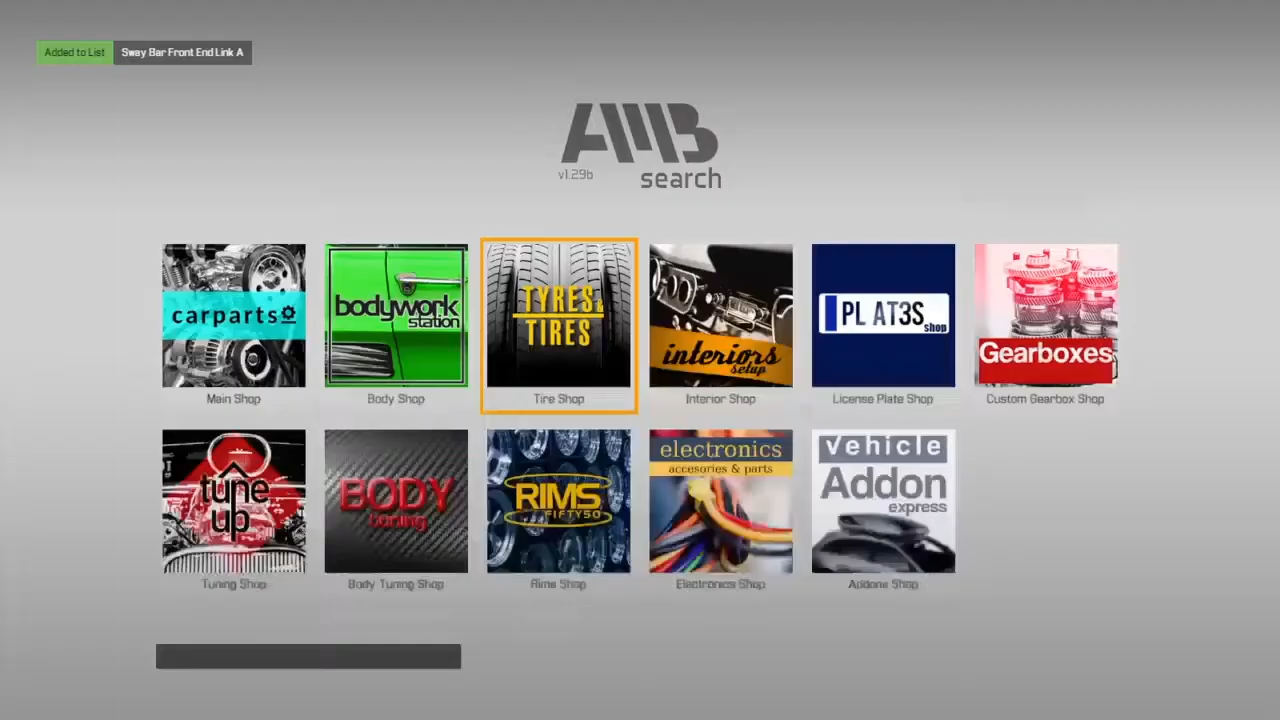 Added to List Sway Bar Front End Link A
AMB
v1.29b search
carparts
bodywork
station
TYRES &
TIRES
interiors
setup
PL AT3S
shop
Gearboxes
Main Shop
Body Shop
Tire Shop
Interior Shop
License Plate Shop
Custom Gearbox Shop
tune
up
BODY
tuning
RIMS
FIFTY50
electronics
accesories & parts
vehicle
Addon
express
Tuning Shop
Body Tuning Shop
Rims Shop
Electronics Shop
Addons Shop